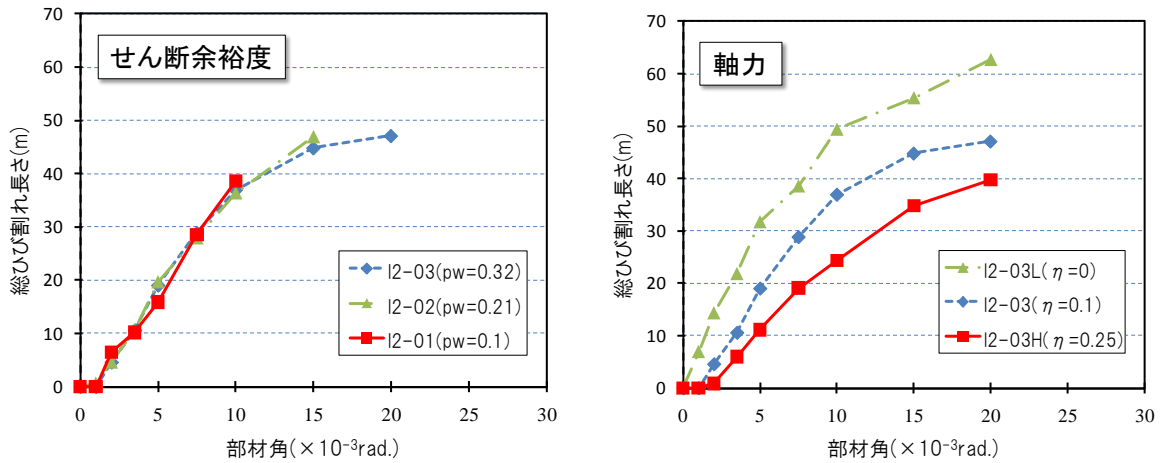 せん断余裕度
総ひび割れ長さ(m)
70
60
50
40
30
20
10
0
I2-03(pw=0.32)
I2-02(pw=0.21)
I2-01(pw=0.1)
0 5 10 15 20 25 30
部材角(×10⁻³rad.)
軸力
総ひび割れ長さ(m)
70
60
50
40
30
20
10
0
I2-03L(η=0)
I2-03(η=0.1)
I2-03H(η=0.25)
0 5 10 15 20 25 30
部材角(×10⁻³rad.)